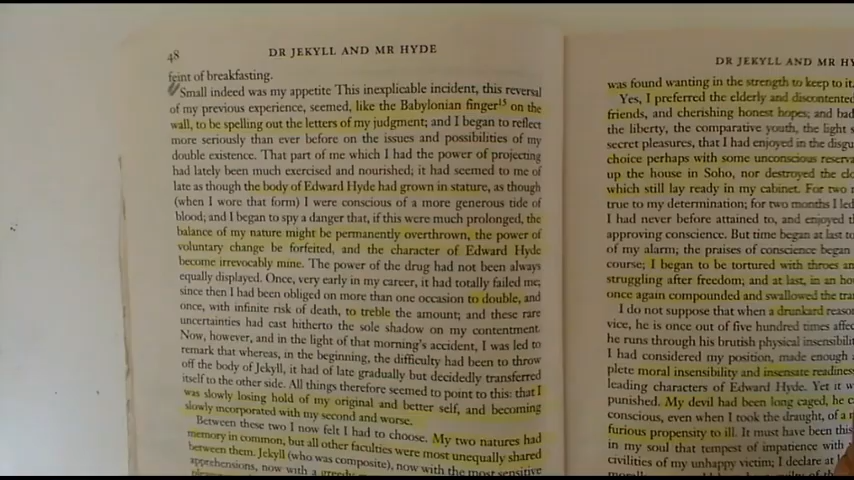 48
DR JEKYLL AND MR HYDE
feint of breakfasting.
Small indeed was my appetite This inexplicable incident, this reversal
of my previous experience, seemed, like the Babylonian finger¹⁵ on the
wall, to be spelling out the letters of my judgment; and I began to reflect
more seriously than ever before on the issues and possibilities of my
double existence. That part of me which I had the power of projecting
had lately been much exercised and nourished; it had seemed to me of
late as though the body of Edward Hyde had grown in stature, as though
(when I wore that form) I were conscious of a more generous tide of
blood; and I began to spy a danger that, if this were much prolonged, the
balance of my nature might be permanently overthrown, the power of
voluntary change be forfeited, and the character of Edward Hyde
become irrevocably mine. The power of the drug had not been always
equally displayed. Once, very early in my career, it had totally failed me;
since then I had been obliged on more than one occasion to double, and
once, with infinite risk of death, to treble the amount; and these rare
uncertainties had cast hitherto the sole shadow on my contentment.
Now, however, and in the light of that morning's accident, I was led to
remark that whereas, in the beginning, the difficulty had been to throw
off the body of Jekyll, it had of late gradually but decidedly transferred
itself to the other side. All things therefore seemed to point to this: that I
was slowly losing hold of my original and better self, and becoming
slowly incorporated with my second and worse.
Between these two I now felt I had to choose. My two natures had
memory in common, but all other faculties were most unequally shared
between them. Jekyll (who was composite), now with the most sensitive
apprehensions, now with a greedy
DR JEKYLL AND MR HY
was found wanting in the strength to keep to it.
Yes, I preferred the elderly and discontented
friends, and cherishing honest hopes; and bad
the liberty, the comparative youth, the light s
secret pleasures, that I had enjoyed in the disgu
choice perhaps with some unconscious reserva
up the house in Soho, nor destroyed the clo
which still lay ready in my cabinet. For two m
true to my determination; for two months I led
I had never before attained to, and enjoyed t
approving conscience. But time began at last to
of my alarm; the praises of conscience began
course; I began to be tortured with throes an
struggling after freedom; and at last, in an ho
once again compounded and swallowed the tra
I do not suppose that when a drunkard reaso
vice, he is once out of five hundred times affec
he runs through his brutish physical insensibili
I had considered my position, made enough
plete moral insensibility and insensate readines
leading characters of Edward Hyde. Yet it w
punished. My devil had been long caged, he c
conscious, even when I took the draught, of a m
furious propensity to ill. It must have been this
in my soul that tempest of impatience with
civilities of my unhappy victim; I declare at l